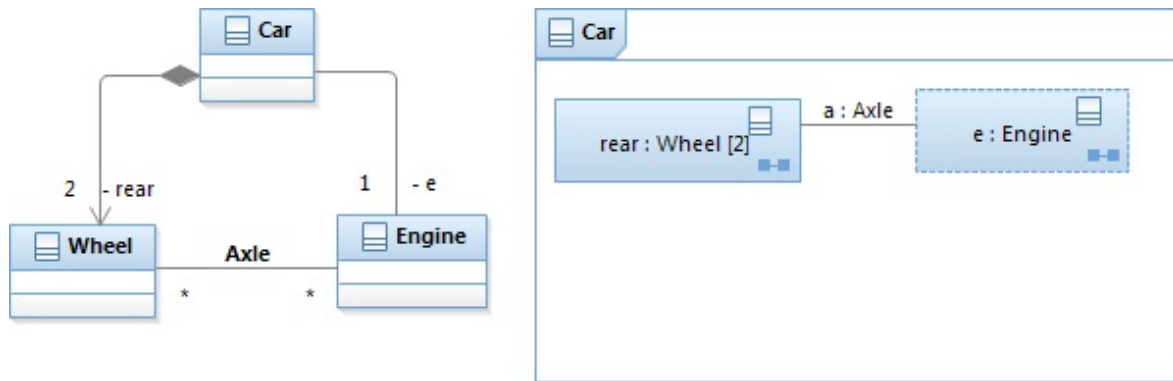 Car
2
- rear
1
- e
Wheel
Axle
Engine
*
*
Car
rear : Wheel [2]
a : Axle
e : Engine